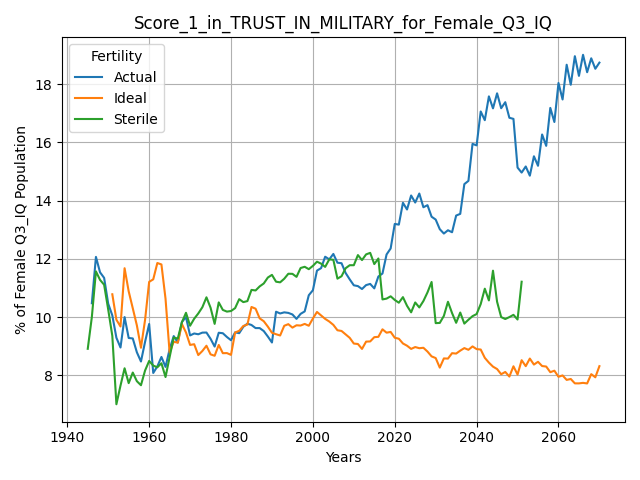 Score_1_in_TRUST_IN_MILITARY_for_Female_Q3_IQ
Fertility
Actual
Ideal
Sterile
% of Female Q3_IQ Population
18
16
14
12
10
8
1940
1960
1980
2000
2020
2040
2060
Years